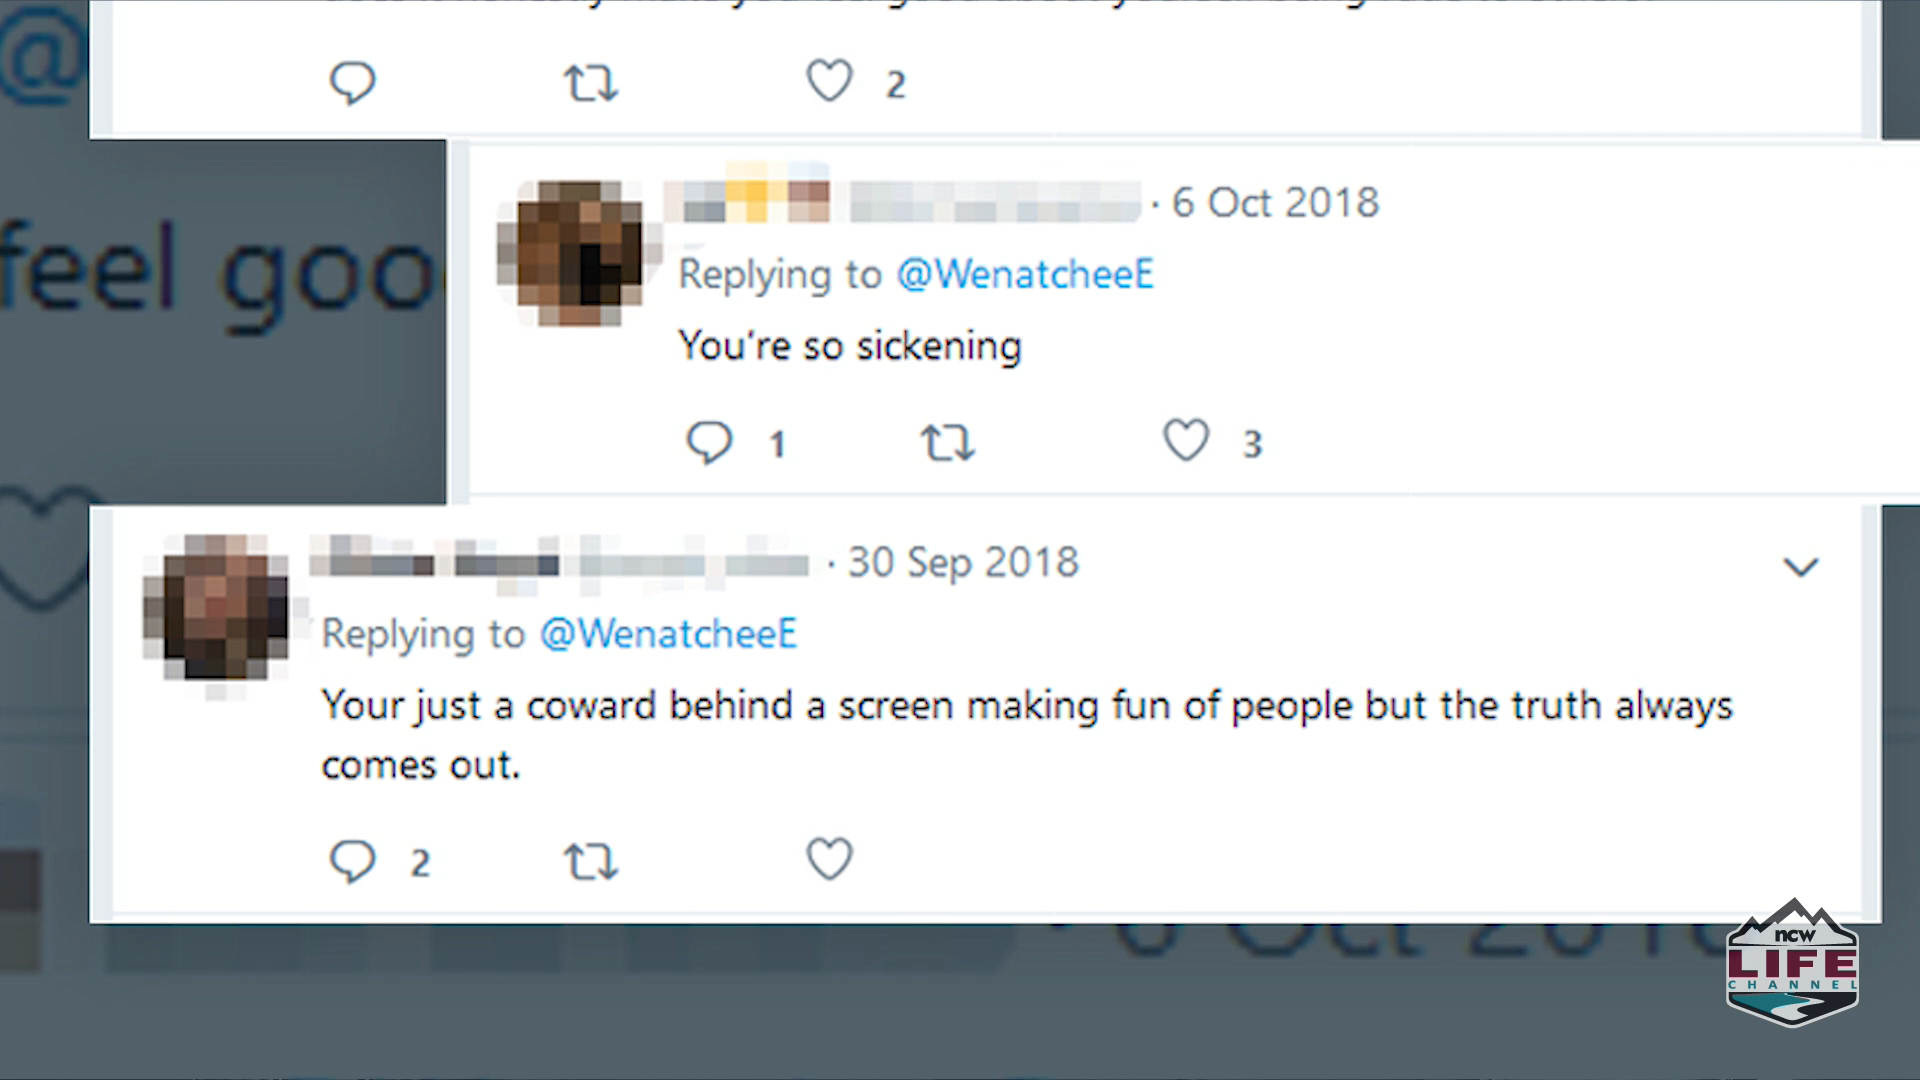 2
· 6 Oct 2018
Replying to @WenatcheeE
You're so sickening
1 3
· 30 Sep 2018
Replying to @WenatcheeE
Your just a coward behind a screen making fun of people but the truth always
comes out.
2
@
feel goo
ncw
LIFE
CHANNEL